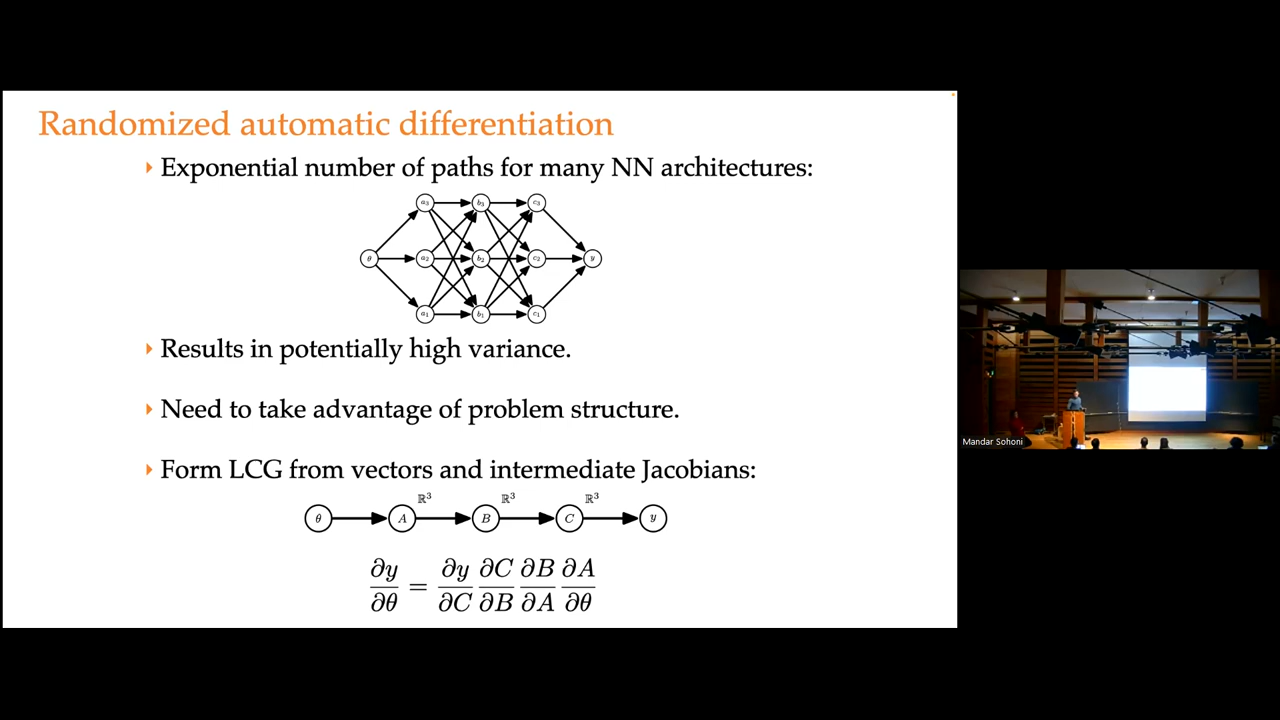 Randomized automatic differentiation
Exponential number of paths for many NN architectures:
a₃ b₃ c₃
θ a₂ b₂ c₂ y
a₁ b₁ c₁
Results in potentially high variance.
Need to take advantage of problem structure.
Form LCG from vectors and intermediate Jacobians:
ℝ³ ℝ³ ℝ³
θ A B C y
∂y/∂θ = ∂y/∂C ∂C/∂B ∂B/∂A ∂A/∂θ
Mandar Sohoni